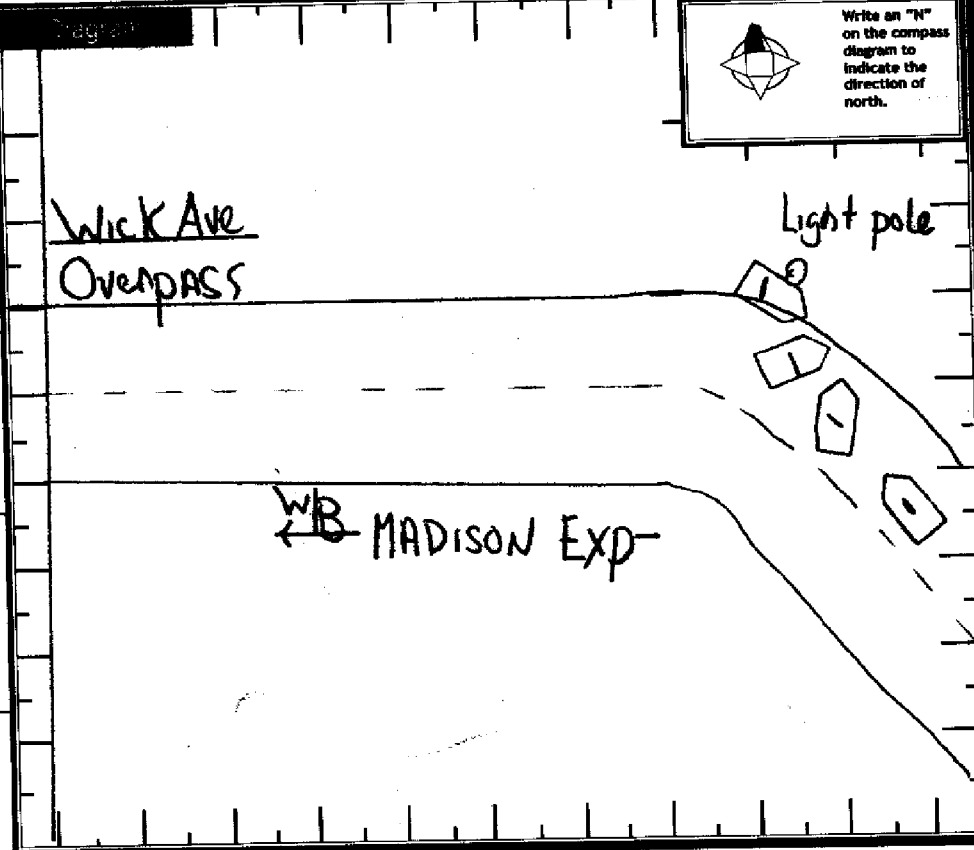 Diagram
Write an "N"
on the compass
diagram to
indicate the
direction of
north.
Wick Ave
Overpass
Light pole
W/B
MADISON Exp